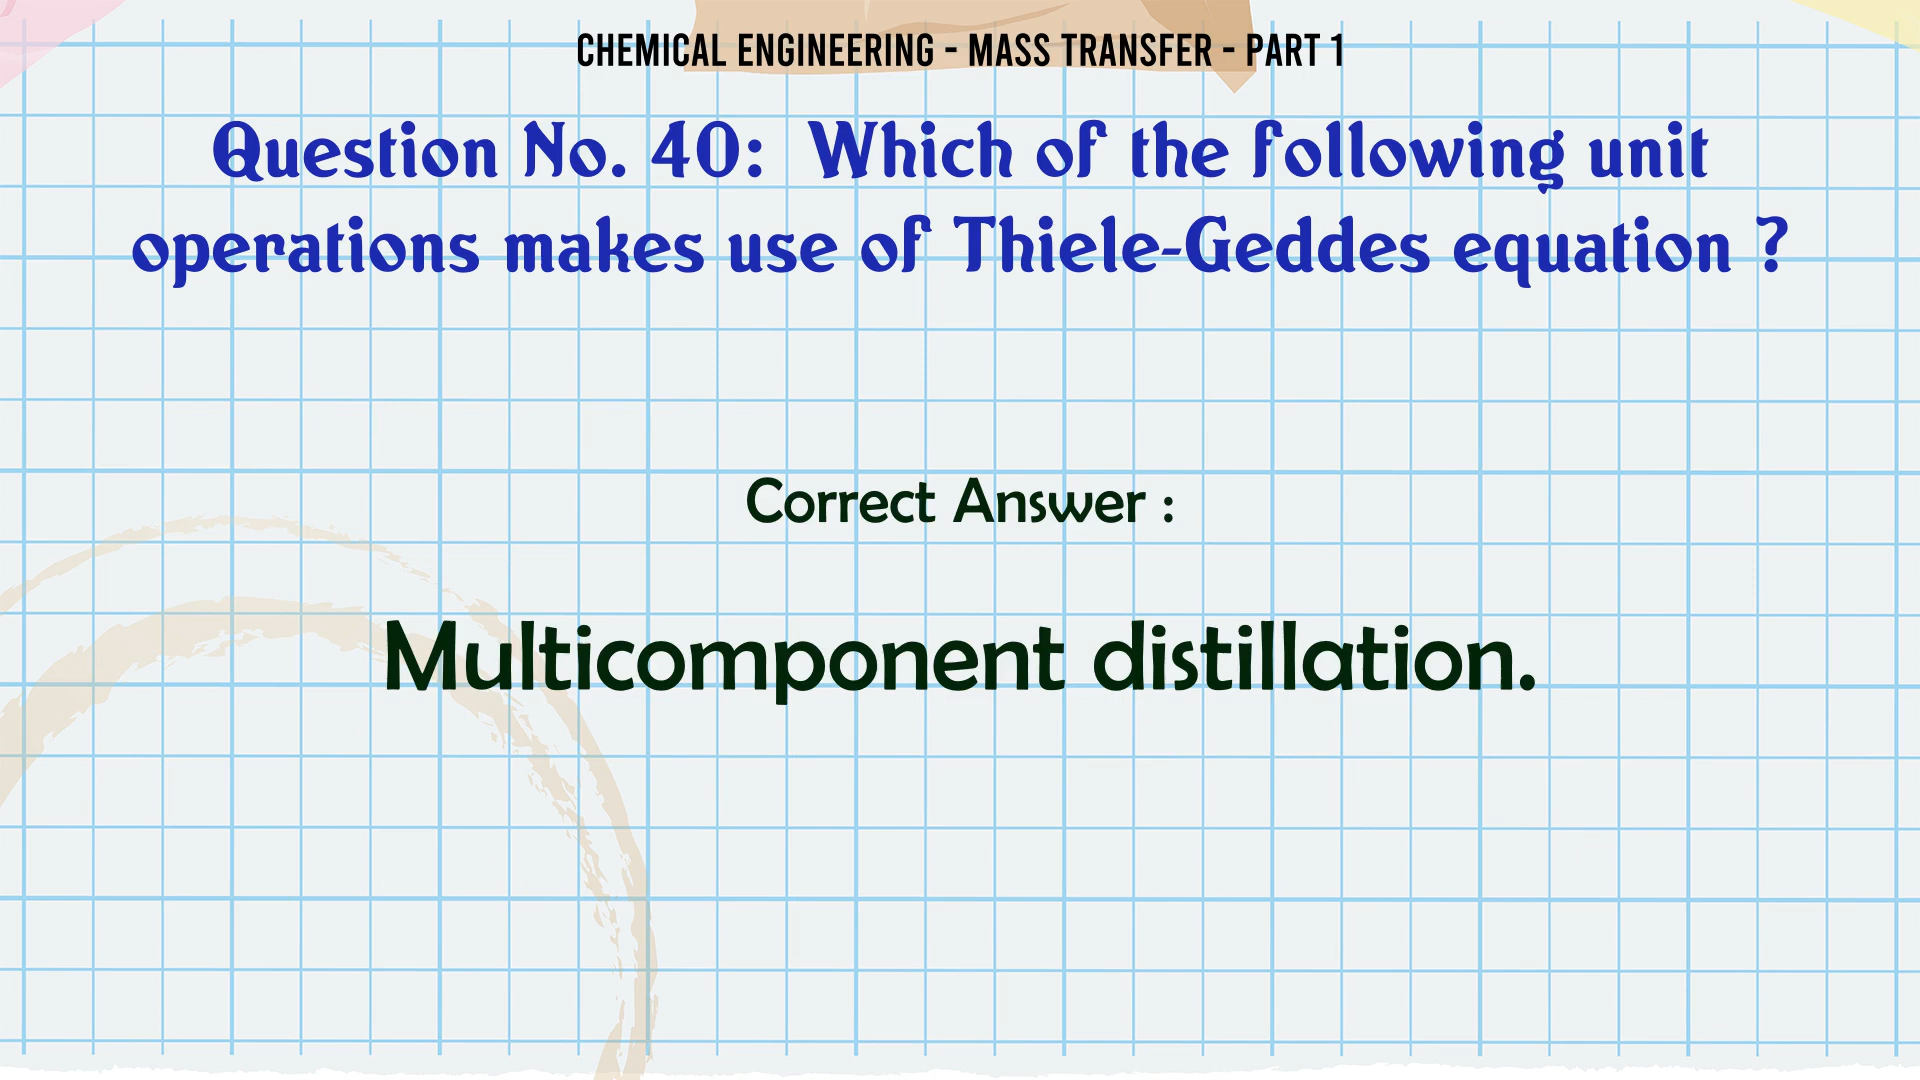 CHEMICAL ENGINEERING - MASS TRANSFER - PART 1
Question No. 40: Which of the following unit
operations makes use of Thiele-Geddes equation ?
Correct Answer :
Multicomponent distillation.